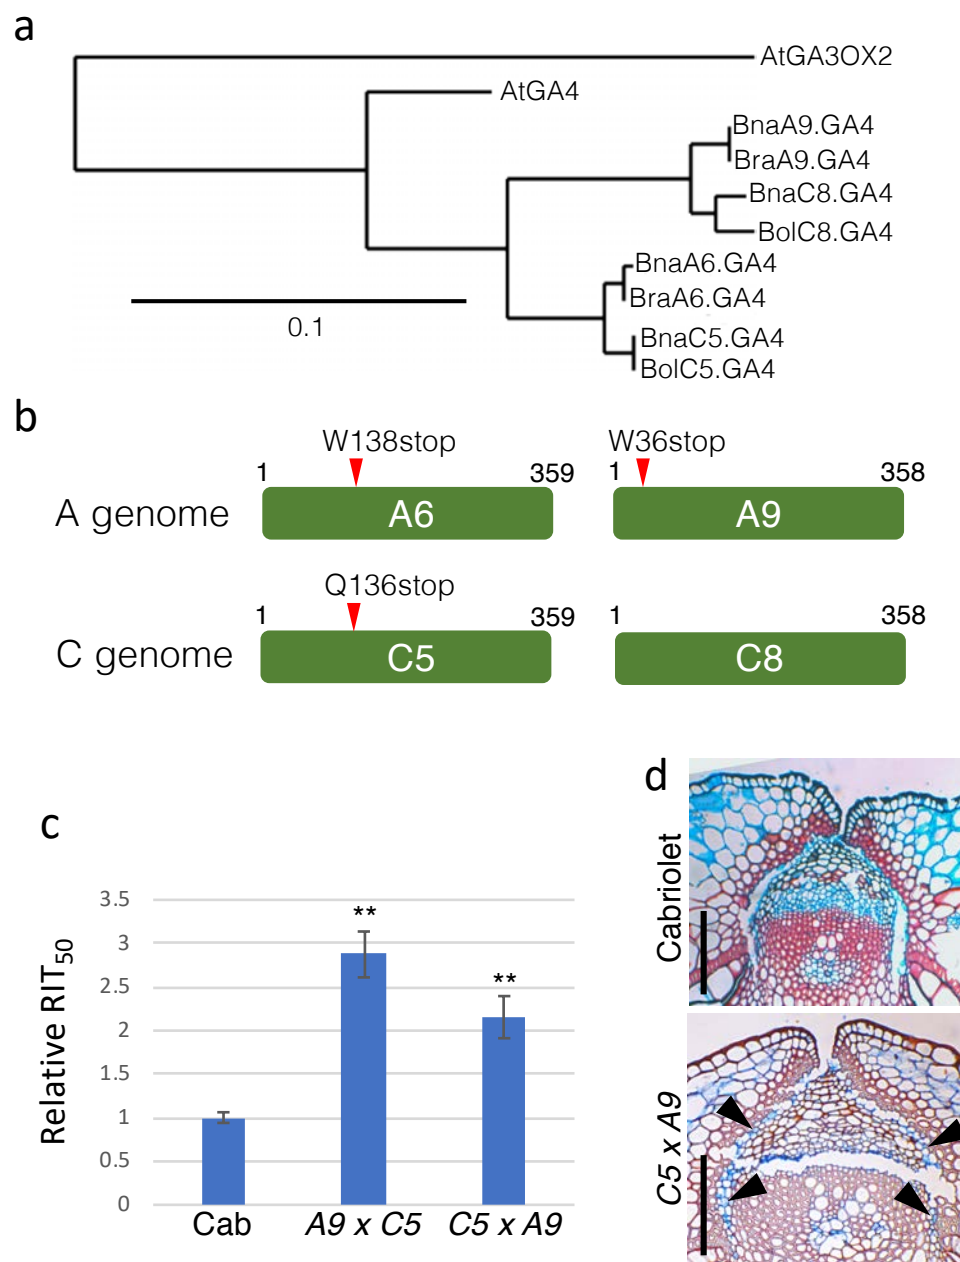 a
AtGA3OX2
AtGA4
BnaA9.GA4
BraA9.GA4
BnaC8.GA4
BolC8.GA4
BnaA6.GA4
BraA6.GA4
BnaC5.GA4
BolC5.GA4
0.1
b
W138stop
W36stop
1
359
1
358
A genome
A6
A9
Q136stop
1
359
1
358
C genome
C5
C8
c
Relative RIT50
3.5
3
2.5
2
1.5
1
0.5
0
**
**
Cab
A9 x C5
C5 x A9
d
Cabriolet
C5 x A9